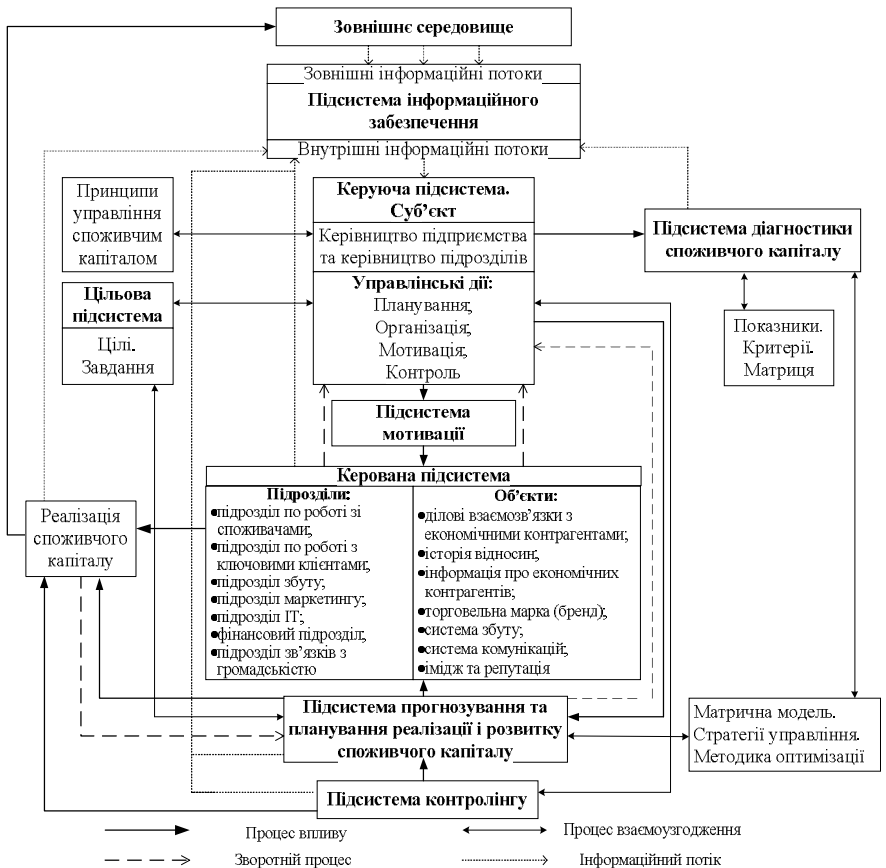 Зовнішнє середовище
Зовнішні інформаційні потоки
Підсистема інформаційного
забезпечення
Внутрішні інформаційні потоки
Принципи
управління
споживчим
капіталом
Керуюча підсистема.
Суб'єкт
Керівництво підприємства
та керівництво підрозділів
Управлінські дії:
Планування;
Організація;
Мотивація;
Контроль
Підсистема діагностики
споживчого капіталу
Цільова
підсистема
Цілі.
Завдання
Показники.
Критерії.
Матриця
Підсистема
мотивації
Керована підсистема
Підрозділи:
●підрозділ по роботі зі
споживачами;
●підрозділ по роботі з
ключовими клієнтами;
●підрозділ збуту;
●підрозділ маркетингу;
●підрозділ ІТ;
●фінансовий підрозділ;
●підрозділ зв'язків з
громадськістю
Об'єкти:
●ділові взаємозв'язки з
економічними контрагентами;
●історія відносин;
●інформація про економічних
контрагентів;
●торговельна марка (бренд);
●система збуту;
●система комунікацій;
●імідж та репутація
Реалізація
споживчого
капіталу
Підсистема прогнозування та
планування реалізації і розвитку
споживчого капіталу
Матрична модель.
Стратегії управління.
Методика оптимізації
Підсистема контролінгу
Процес впливу
Процес взаємоузгодження
Зворотній процес
Інформаційний потік